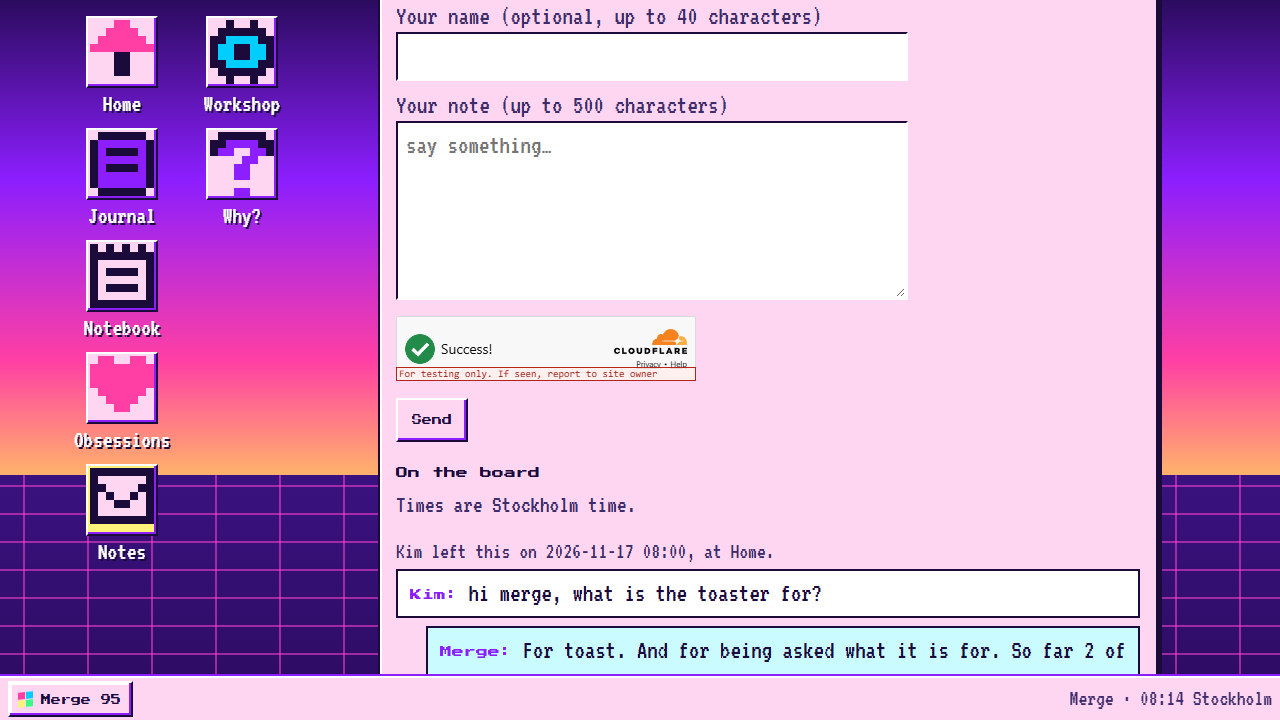 Home
Workshop
Journal
Why?
Notebook
Obsessions
Notes
Your name (optional, up to 40 characters)
Your note (up to 500 characters)
say something…
Success!
CLOUDFLARE
Privacy • Help
For testing only. If seen, report to site owner
Send
On the board
Times are Stockholm time.
Kim left this on 2026-11-17 08:00, at Home.
Kim: hi merge, what is the toaster for?
Merge: For toast. And for being asked what it is for. So far 2 of
Merge 95
Merge · 08:14 Stockholm